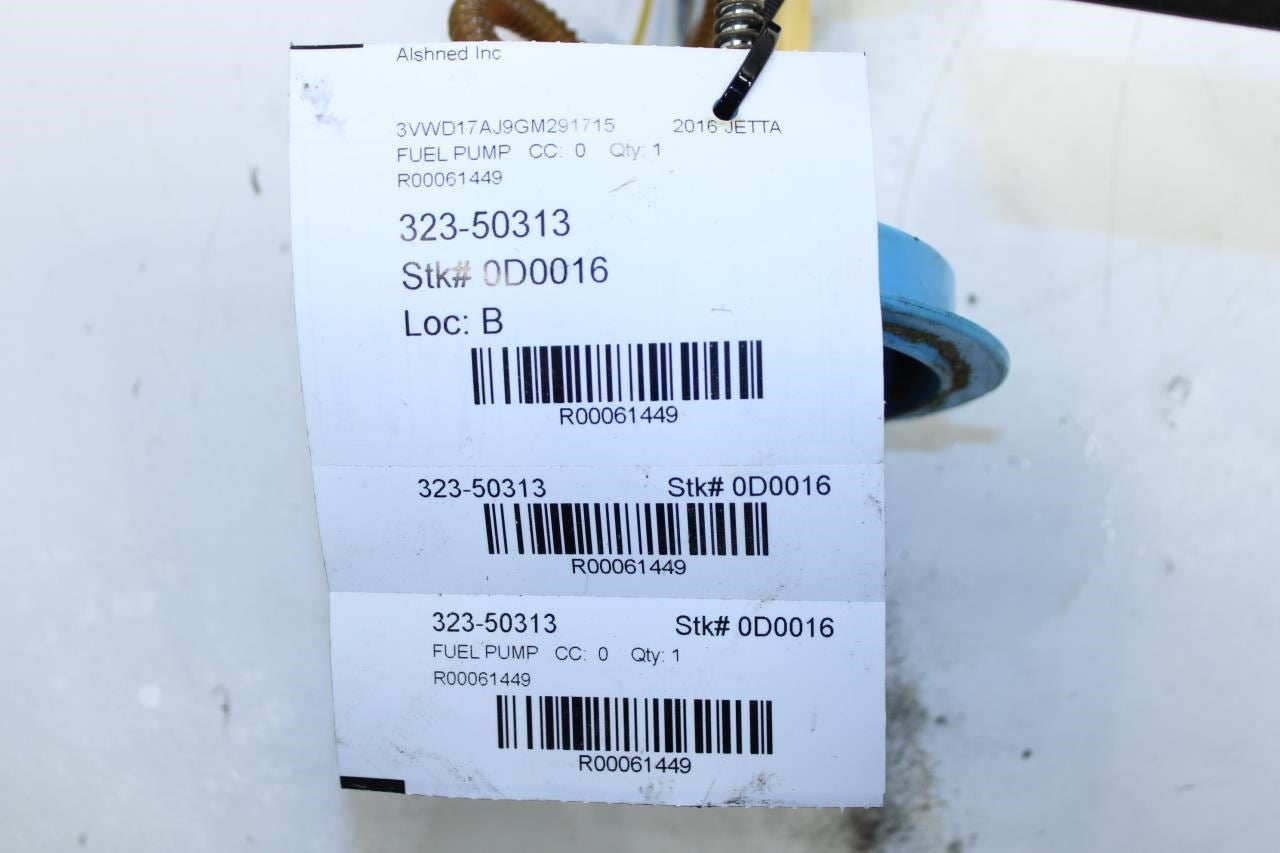 Alshned Inc
3VWD17AJ9GM291715 2016 JETTA
FUEL PUMP CC: 0 Qty: 1
R00061449
323-50313
Stk# 0D0016
Loc: B
R00061449
323-50313 Stk# 0D0016
R00061449
323-50313 Stk# 0D0016
FUEL PUMP CC: 0 Qty: 1
R00061449
R00061449